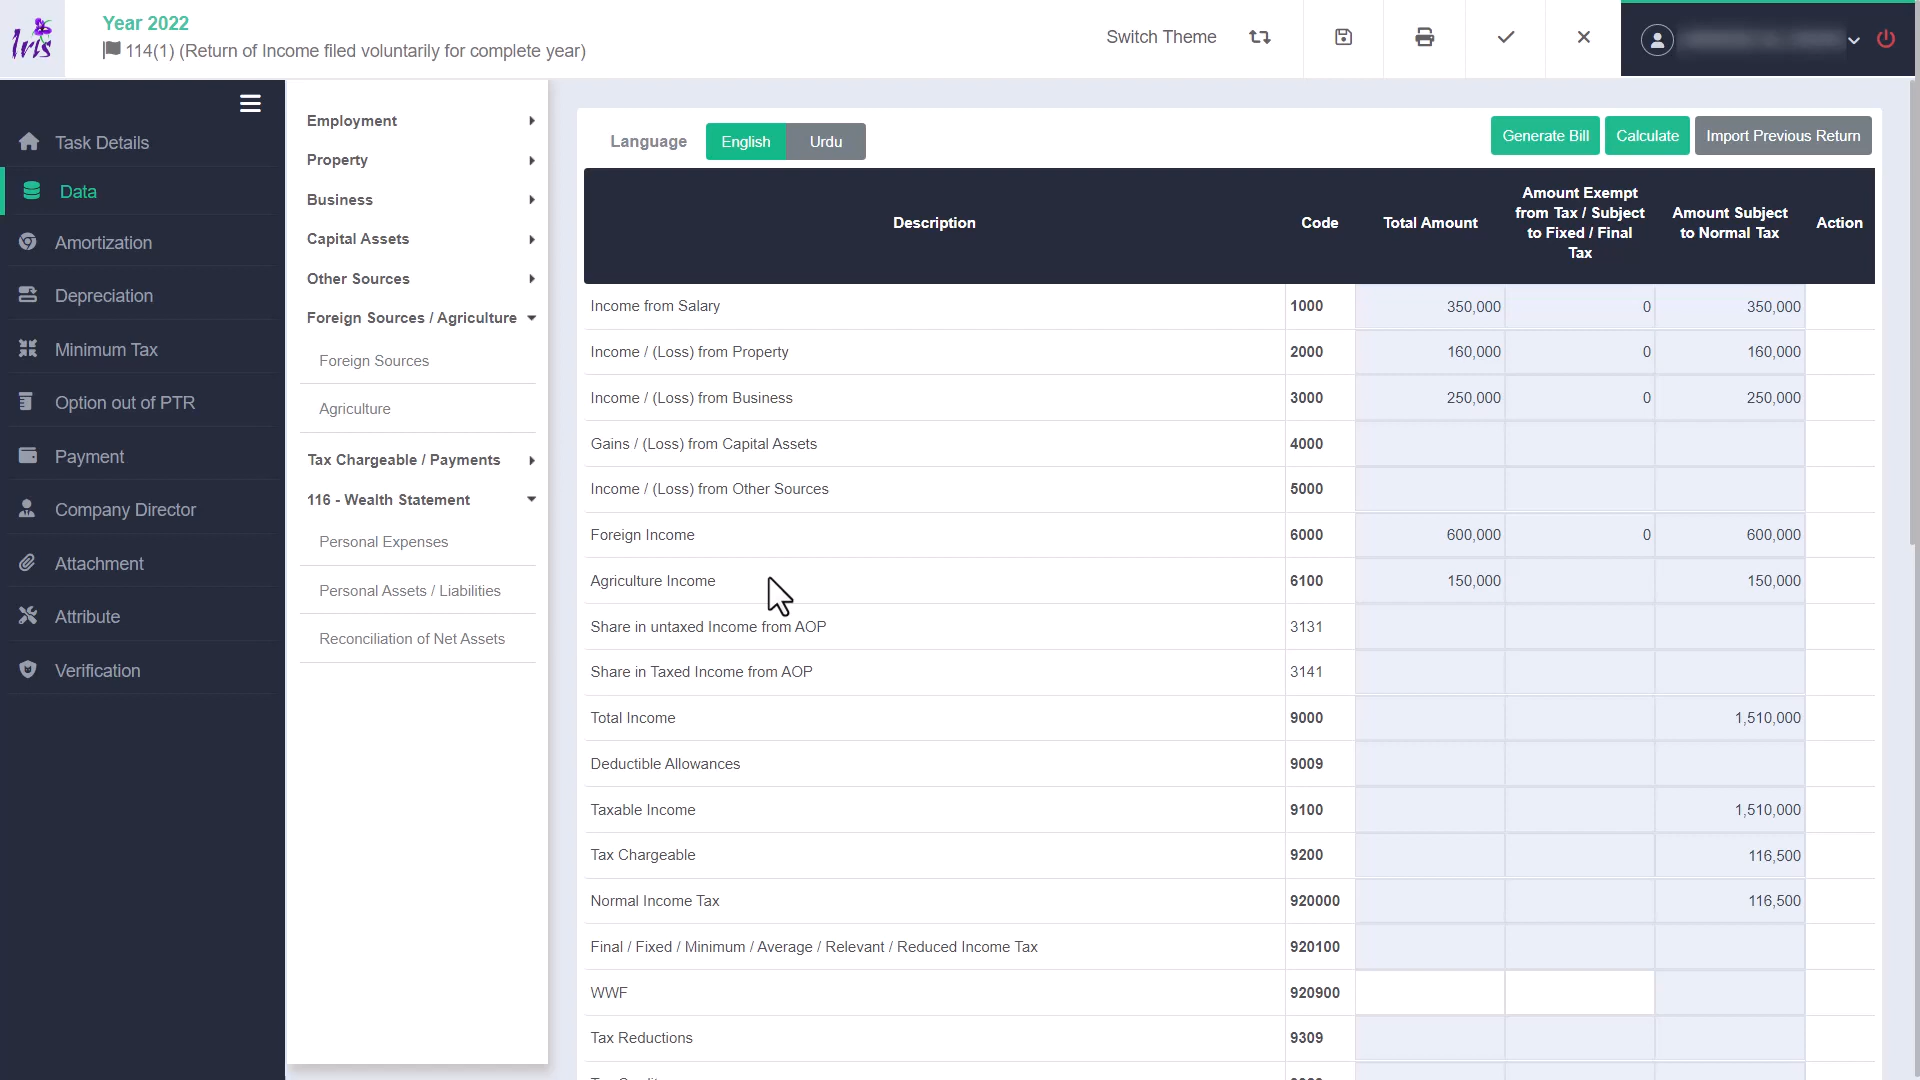 Iris
Year 2022
114(1) (Return of Income filed voluntarily for complete year)
Switch Theme
Task Details
Data
Amortization
Depreciation
Minimum Tax
Option out of PTR
Payment
Company Director
Attachment
Attribute
Verification
Employment
Property
Business
Capital Assets
Other Sources
Foreign Sources / Agriculture
Foreign Sources
Agriculture
Tax Chargeable / Payments
116 - Wealth Statement
Personal Expenses
Personal Assets / Liabilities
Reconciliation of Net Assets
Language English Urdu
Generate Bill Calculate Import Previous Return
Description Code Total Amount Amount Exempt from Tax / Subject to Fixed / Final Tax Amount Subject to Normal Tax Action
Income from Salary 1000 350,000 0 350,000
Income / (Loss) from Property 2000 160,000 0 160,000
Income / (Loss) from Business 3000 250,000 0 250,000
Gains / (Loss) from Capital Assets 4000
Income / (Loss) from Other Sources 5000
Foreign Income 6000 600,000 0 600,000
Agriculture Income 6100 150,000 150,000
Share in untaxed Income from AOP 3131
Share in Taxed Income from AOP 3141
Total Income 9000 1,510,000
Deductible Allowances 9009
Taxable Income 9100 1,510,000
Tax Chargeable 9200 116,500
Normal Income Tax 920000 116,500
Final / Fixed / Minimum / Average / Relevant / Reduced Income Tax 920100
WWF 920900
Tax Reductions 9309